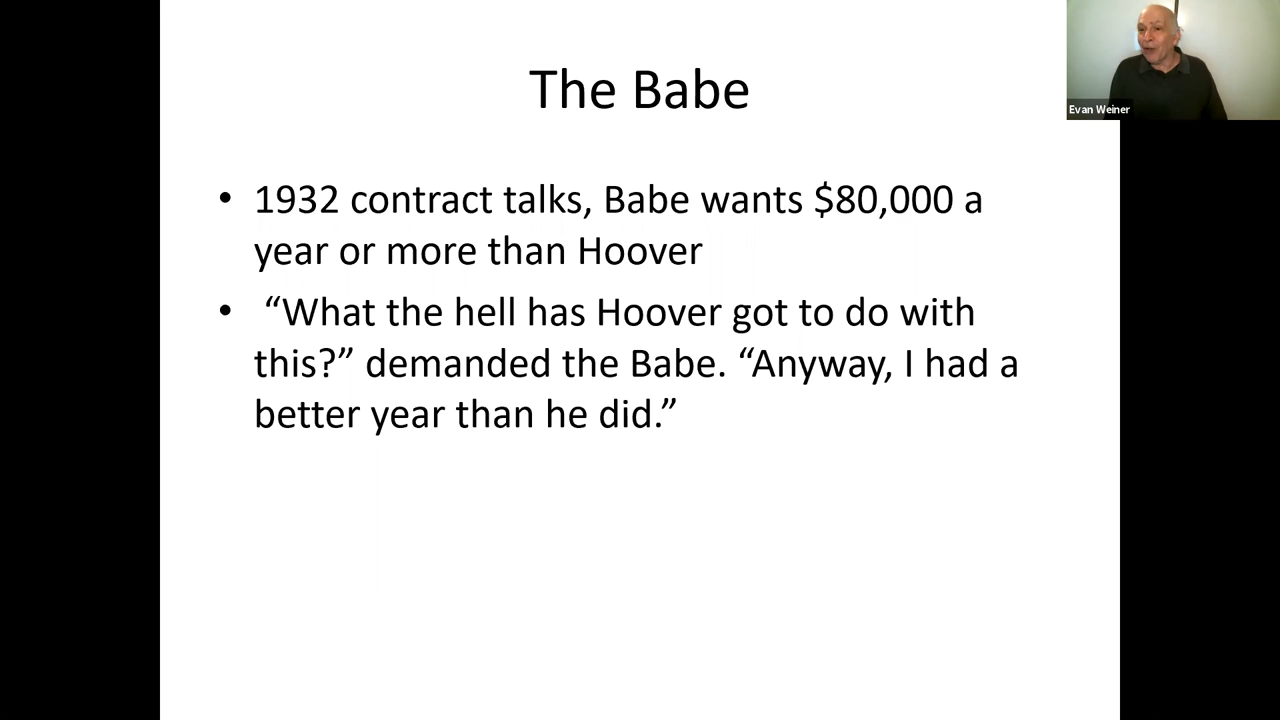 The Babe
• 1932 contract talks, Babe wants $80,000 a
year or more than Hoover
• “What the hell has Hoover got to do with
this?” demanded the Babe. “Anyway, I had a
better year than he did.”
Evan Weiner